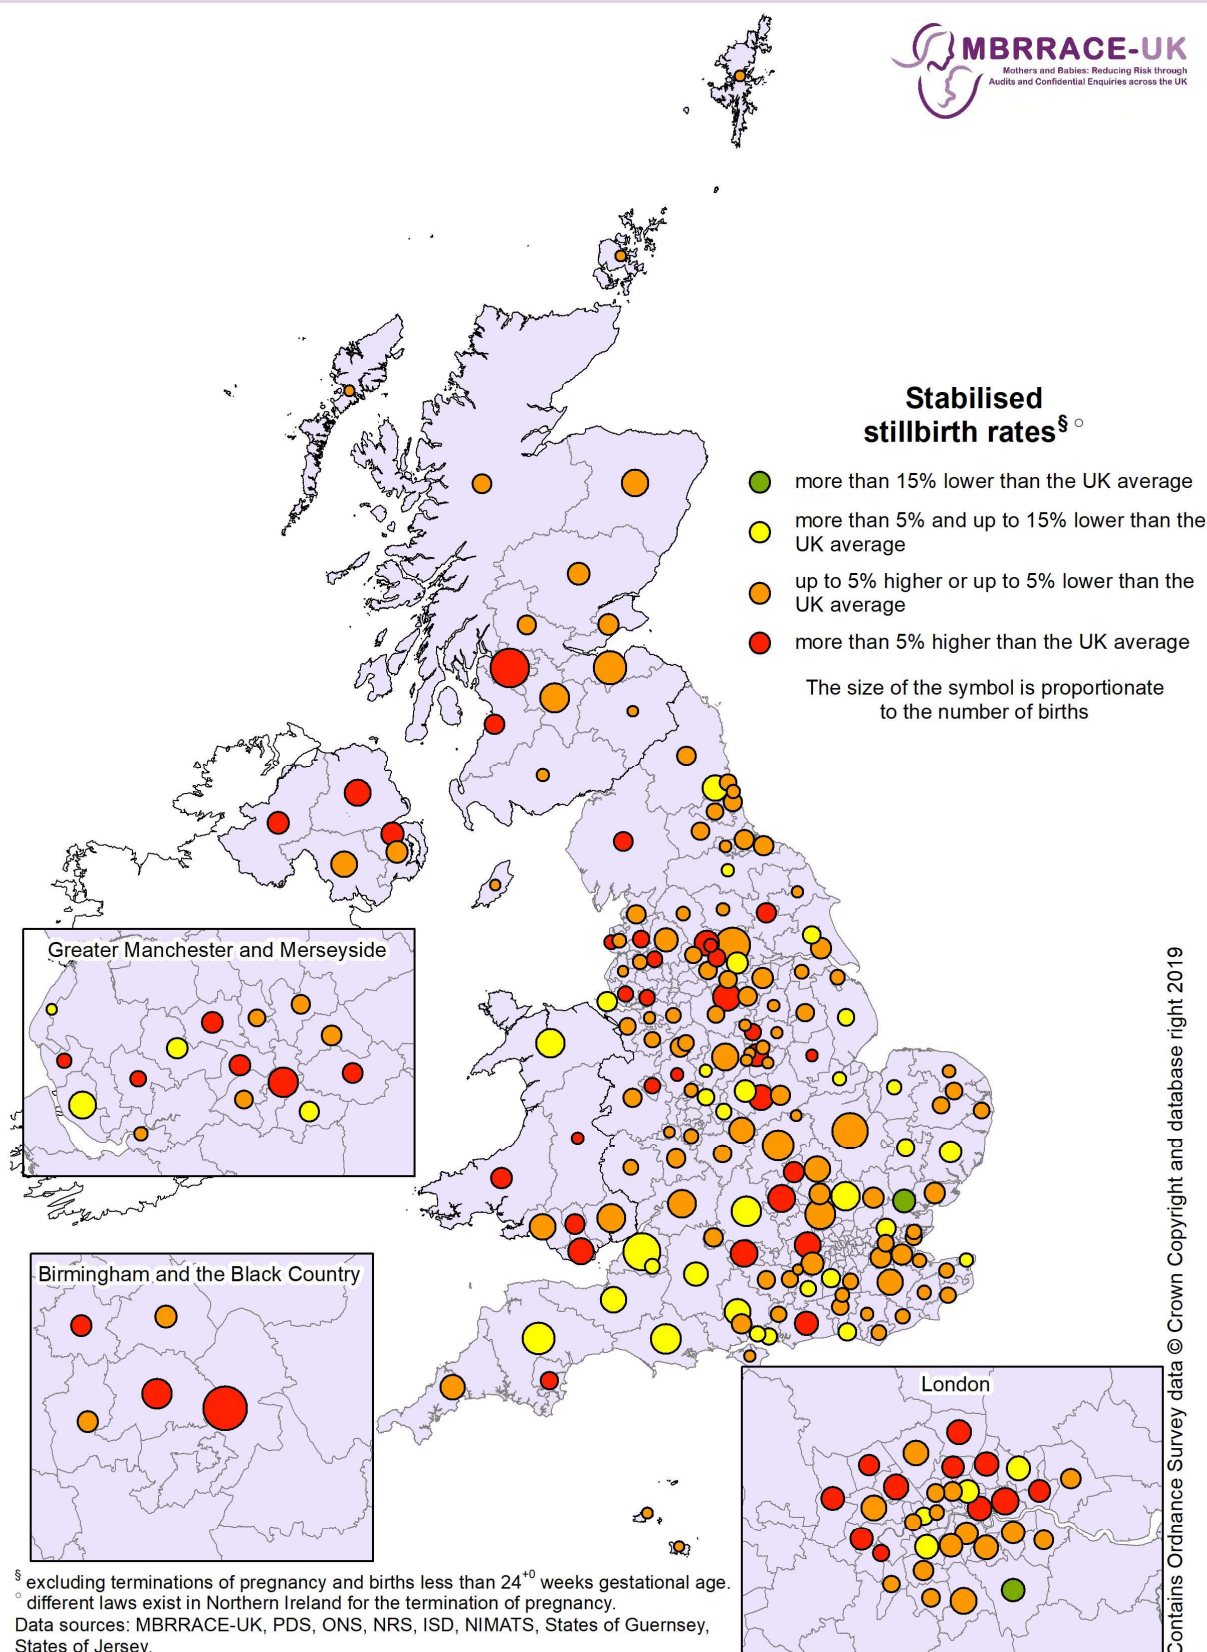 MBRRACE-UK
Mothers and Babies: Reducing Risk through
Audits and Confidential Enquiries across the UK
Stabilised
stillbirth rates§ °
more than 15% lower than the UK average
more than 5% and up to 15% lower than the
UK average
up to 5% higher or up to 5% lower than the
UK average
more than 5% higher than the UK average
The size of the symbol is proportionate
to the number of births
Greater Manchester and Merseyside
Birmingham and the Black Country
London
§ excluding terminations of pregnancy and births less than 24+0 weeks gestational age.
° different laws exist in Northern Ireland for the termination of pregnancy.
Data sources: MBRRACE-UK, PDS, ONS, NRS, ISD, NIMATS, States of Guernsey,
States of Jersey.
Contains Ordnance Survey data © Crown Copyright and database right 2019